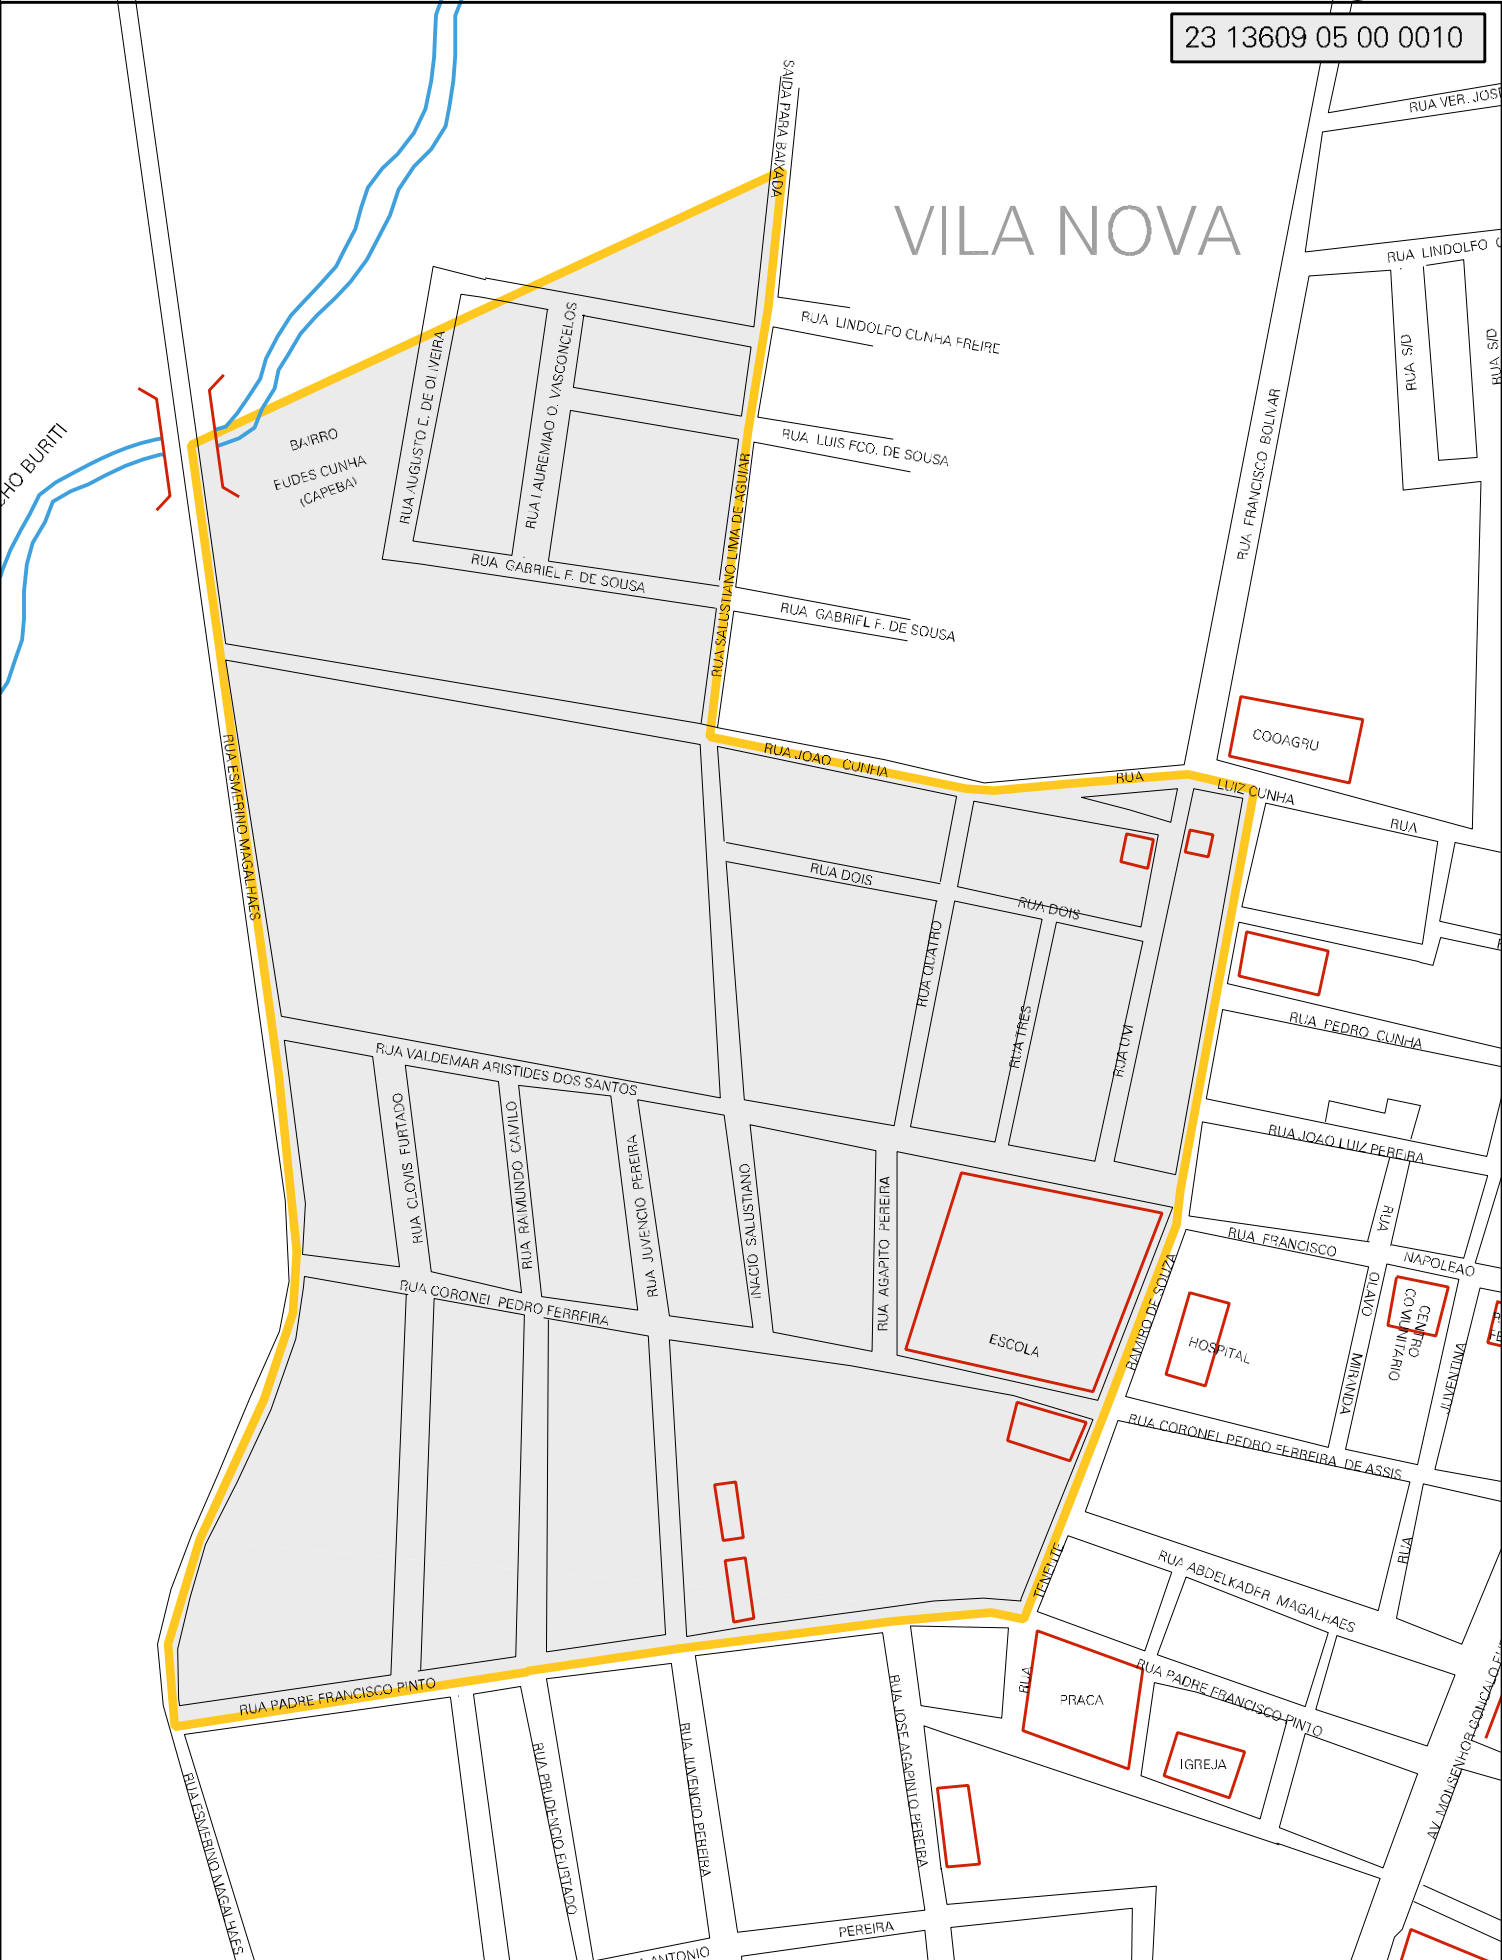 23 13609 05 00 0010
SAIDA PARA BAIXADA
RUA VER. JOSE
VILA NOVA
RUA LINDOLFO C
RUA LINDOLFO CUNHA FREIRE
RUA S/D
RUA S/D
RUA AUGUSTO E. DE OLIVEIRA
RUA LAUREMIAO O. VASCONCELOS
RUA FRANCISCO BOLIVAR
CHO BURITI
BAIRRO
EUDES CUNHA
(CAPEBA)
RUA LUIS FCO. DE SOUSA
RUA SALUSTIANO LIMA DE AGUIAR
RUA GABRIEL F. DE SOUSA
RUA GABRIEL F. DE SOUSA
COOAGRU
RUA JOAO CUNHA
RUA
LUIZ CUNHA
RUA
RUA ESMERINO MAGALHAES
RUA DOIS
RUA DOIS
RUA QUATRO
RUA TRES
RUA UM
RUA PEDRO CUNHA
RUA VALDEMAR ARISTIDES DOS SANTOS
RUA CLOVIS FURTADO
RUA RAIMUNDO CAMILO
RUA JUVENCIO PEREIRA
INACIO SALUSTIANO
RUA AGAPITO PEREIRA
RUA JOAO LUIZ PEREIRA
RUA
RUA FRANCISCO
NAPOLEAO
OLAVO
CENTRO
COMUNITARIO
RUA CORONEL PEDRO FERREIRA
RAMIRO DE SOUZA
ESCOLA
HOSPITAL
MIRANDA
JUVENTINA
RUA CORONEL PEDRO FERREIRA DE ASSIS
RUA
TENENTE
RUA ABDELKADER MAGALHAES
RUA
PRACA
RUA PADRE FRANCISCO PINTO
RUA PADRE FRANCISCO PINTO
IGREJA
AV. MONSENHOR GONCALO EU
RUA ESMERINO MAGALHAES
RUA PRUDENCIO FURTADO
RUA JUVENCIO PEREIRA
RUA JOSE AGAPINTO PEREIRA
PEREIRA
ANTONIO